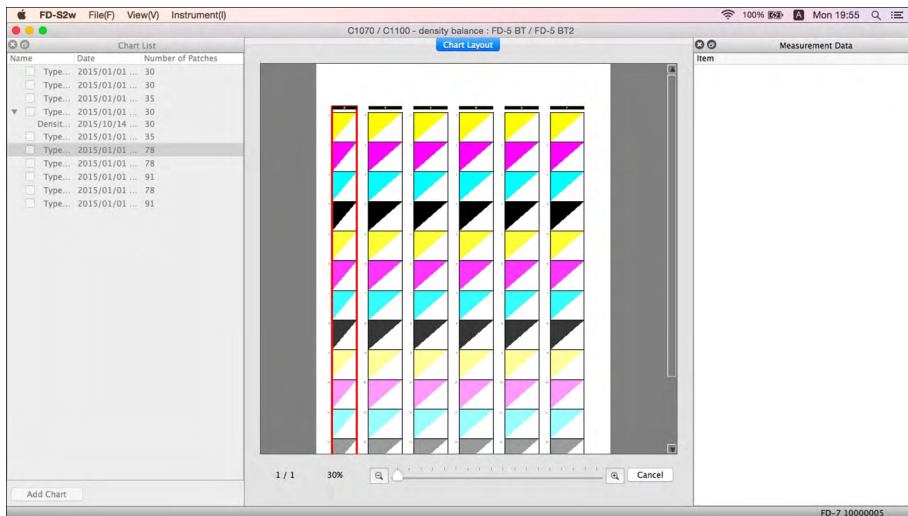 FD-S2w File(F) View(V) Instrument(I) 100% A Mon 19:55
C1070 / C1100 - density balance : FD-5 BT / FD-5 BT2
Chart List
Name Date Number of Patches
Type... 2015/01/01 ... 30
Type... 2015/01/01 ... 30
Type... 2015/01/01 ... 35
Type... 2015/01/01 ... 30
Densit... 2015/10/14 ... 30
Type... 2015/01/01 ... 35
Type... 2015/01/01 ... 78
Type... 2015/01/01 ... 78
Type... 2015/01/01 ... 91
Type... 2015/01/01 ... 78
Type... 2015/01/01 ... 91
Add Chart
Chart Layout
1 / 1 30% Cancel
Measurement Data
Item
FD-7 10000005